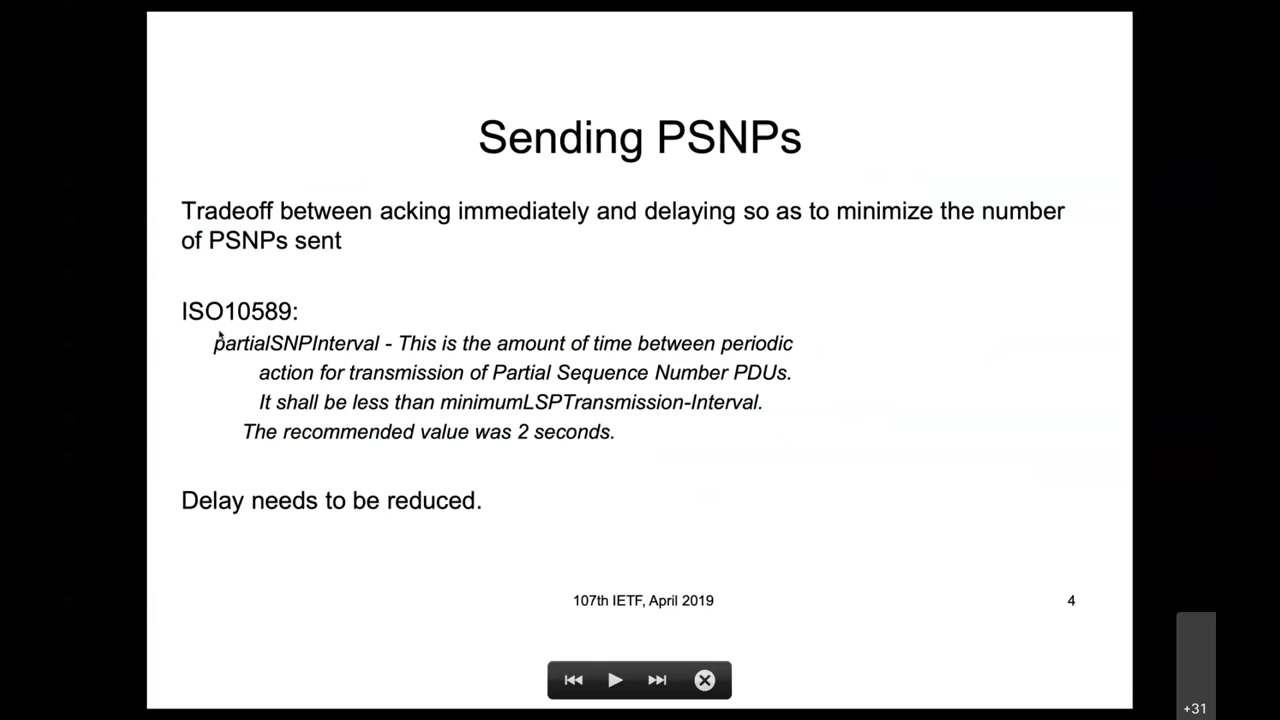 Sending PSNPs
Tradeoff between acking immediately and delaying so as to minimize the number
of PSNPs sent
ISO10589:
partialSNPInterval - This is the amount of time between periodic
action for transmission of Partial Sequence Number PDUs.
It shall be less than minimumLSPTransmission-Interval.
The recommended value was 2 seconds.
Delay needs to be reduced.
107th IETF, April 2019
4
+31